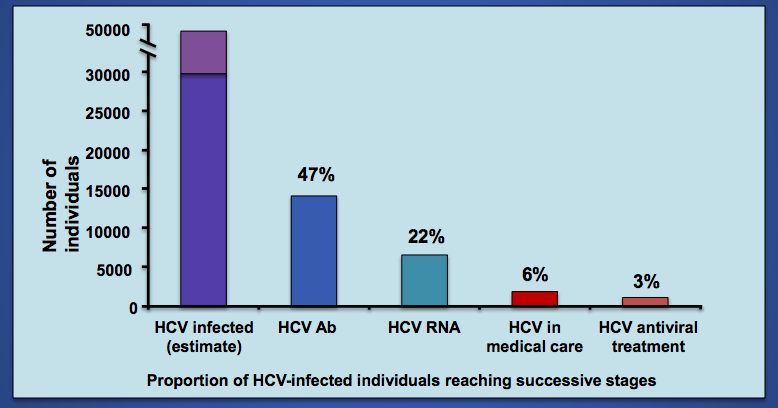 50000
30000
25000
20000
15000
10000
5000
0
Number of
individuals
47%
22%
6%
3%
HCV infected
(estimate)
HCV Ab
HCV RNA
HCV in
medical care
HCV antiviral
treatment
Proportion of HCV-infected individuals reaching successive stages